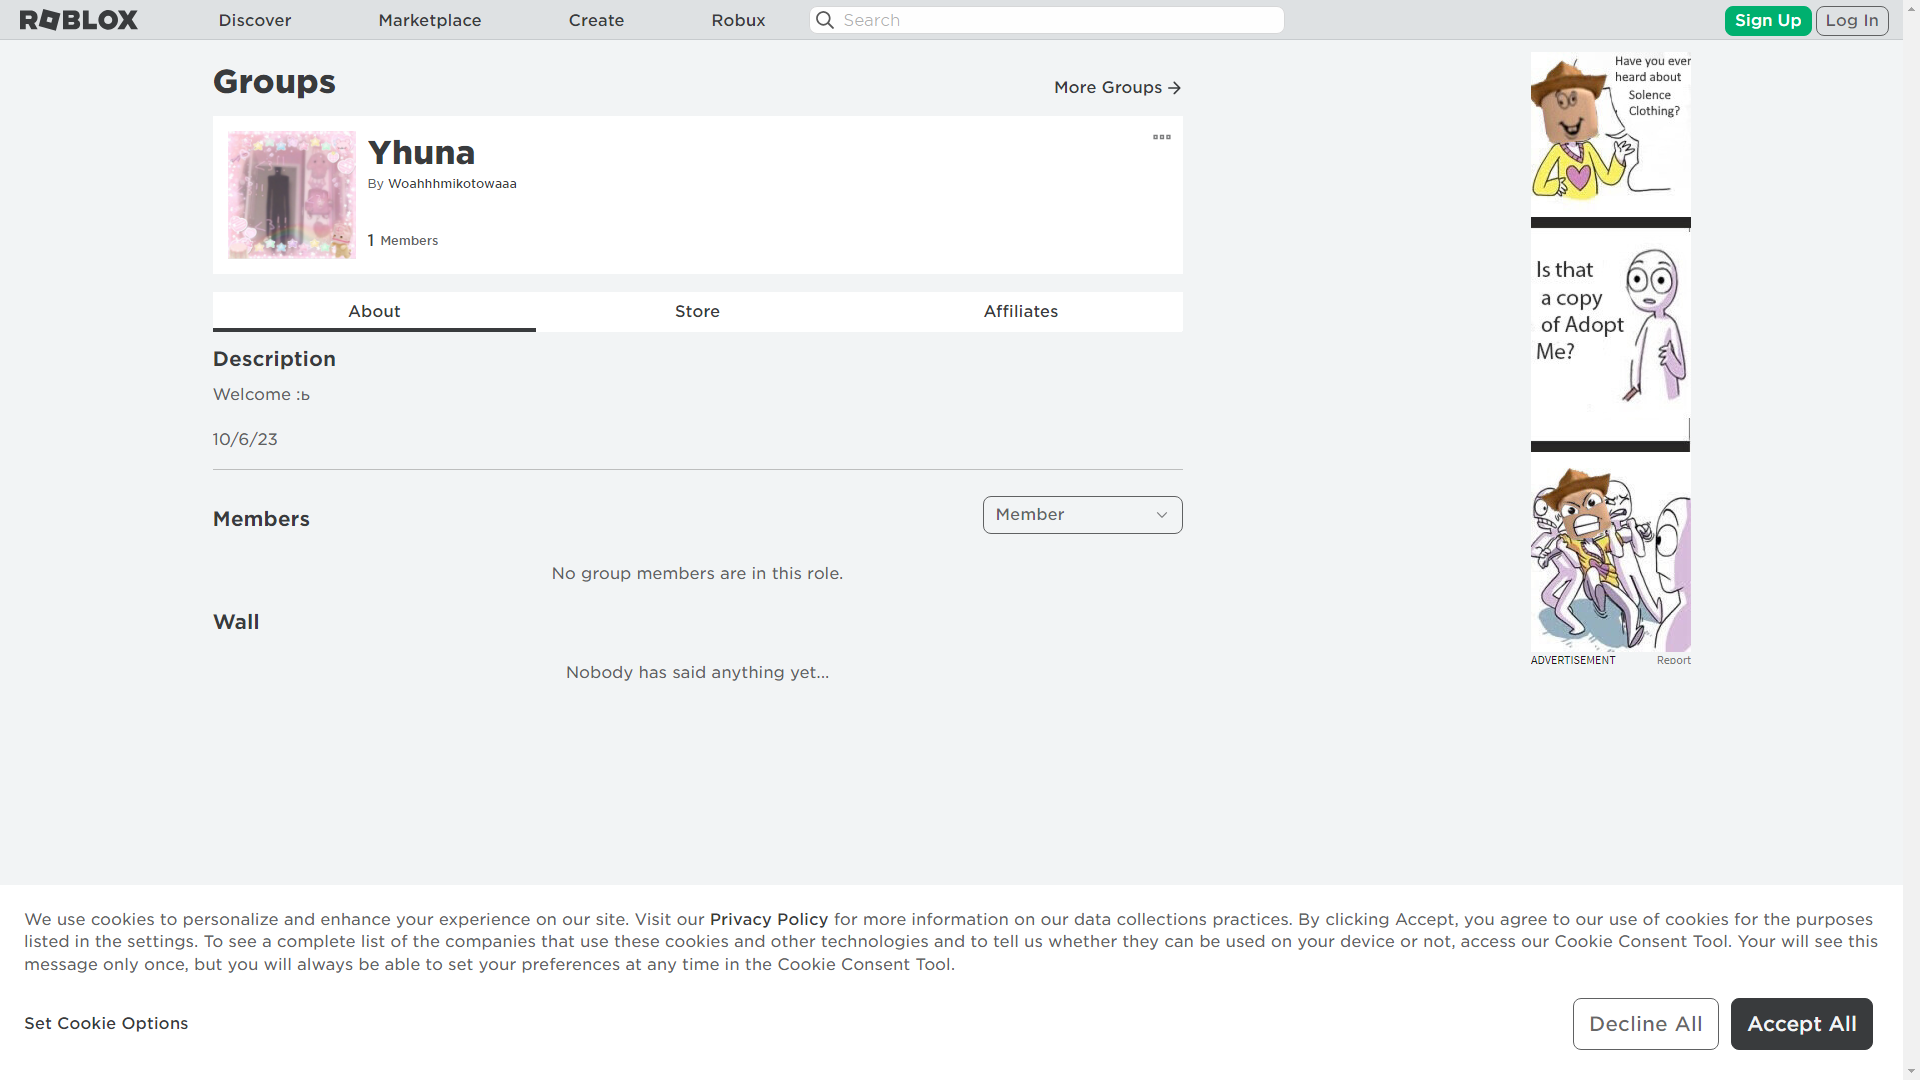 ROBLOX Discover Marketplace Create Robux Search Sign Up Log In
Groups
More Groups
Yhuna
By Woahhhmikotowaaa
1 Members
About Store Affiliates
Description
Welcome :ь
10/6/23
Members
Member
No group members are in this role.
Wall
Nobody has said anything yet...
Have you ever
heard about
Solence
Clothing?
Is that
a copy
of Adopt
Me?
ADVERTISEMENT Report
We use cookies to personalize and enhance your experience on our site. Visit our Privacy Policy for more information on our data collections practices. By clicking Accept, you agree to our use of cookies for the purposes
listed in the settings. To see a complete list of the companies that use these cookies and other technologies and to tell us whether they can be used on your device or not, access our Cookie Consent Tool. Your will see this
message only once, but you will always be able to set your preferences at any time in the Cookie Consent Tool.
Set Cookie Options
Decline All
Accept All